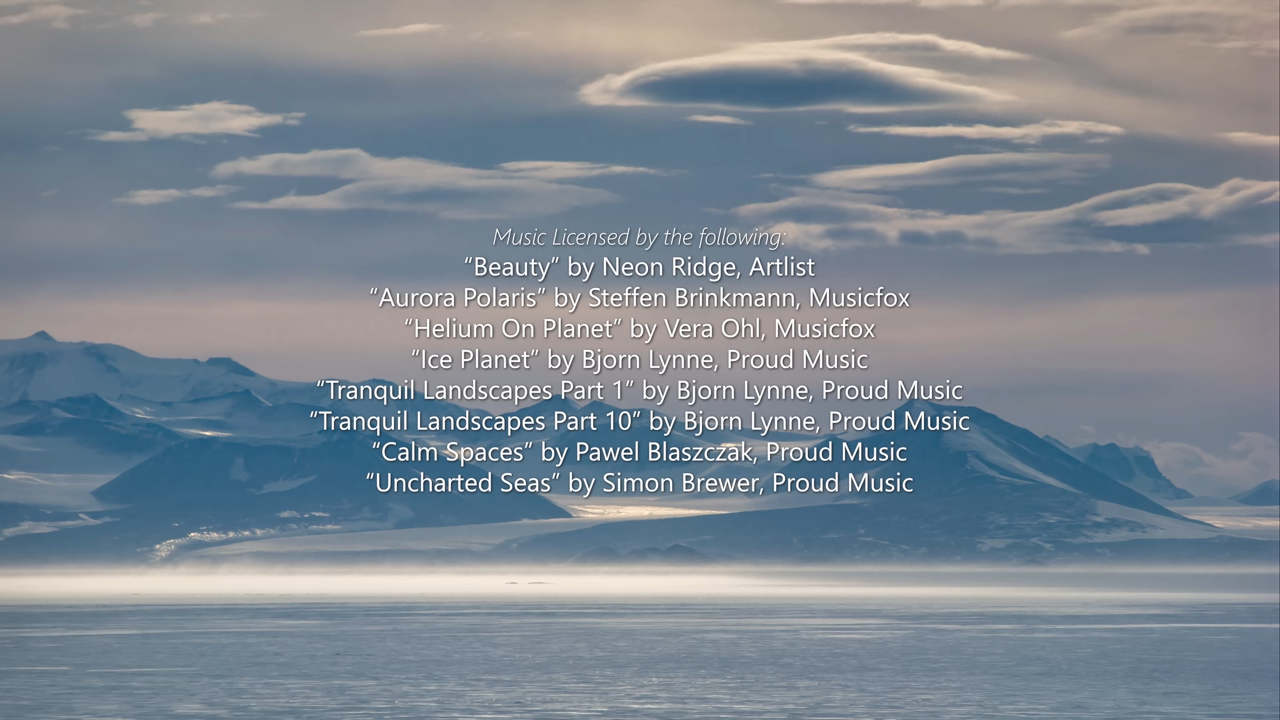 Music Licensed by the following:
“Beauty” by Neon Ridge, Artlist
“Aurora Polaris” by Steffen Brinkmann, Musicfox
“Helium On Planet” by Vera Ohl, Musicfox
“Ice Planet” by Bjorn Lynne, Proud Music
“Tranquil Landscapes Part 1” by Bjorn Lynne, Proud Music
“Tranquil Landscapes Part 10” by Bjorn Lynne, Proud Music
“Calm Spaces” by Pawel Blaszczak, Proud Music
“Uncharted Seas” by Simon Brewer, Proud Music